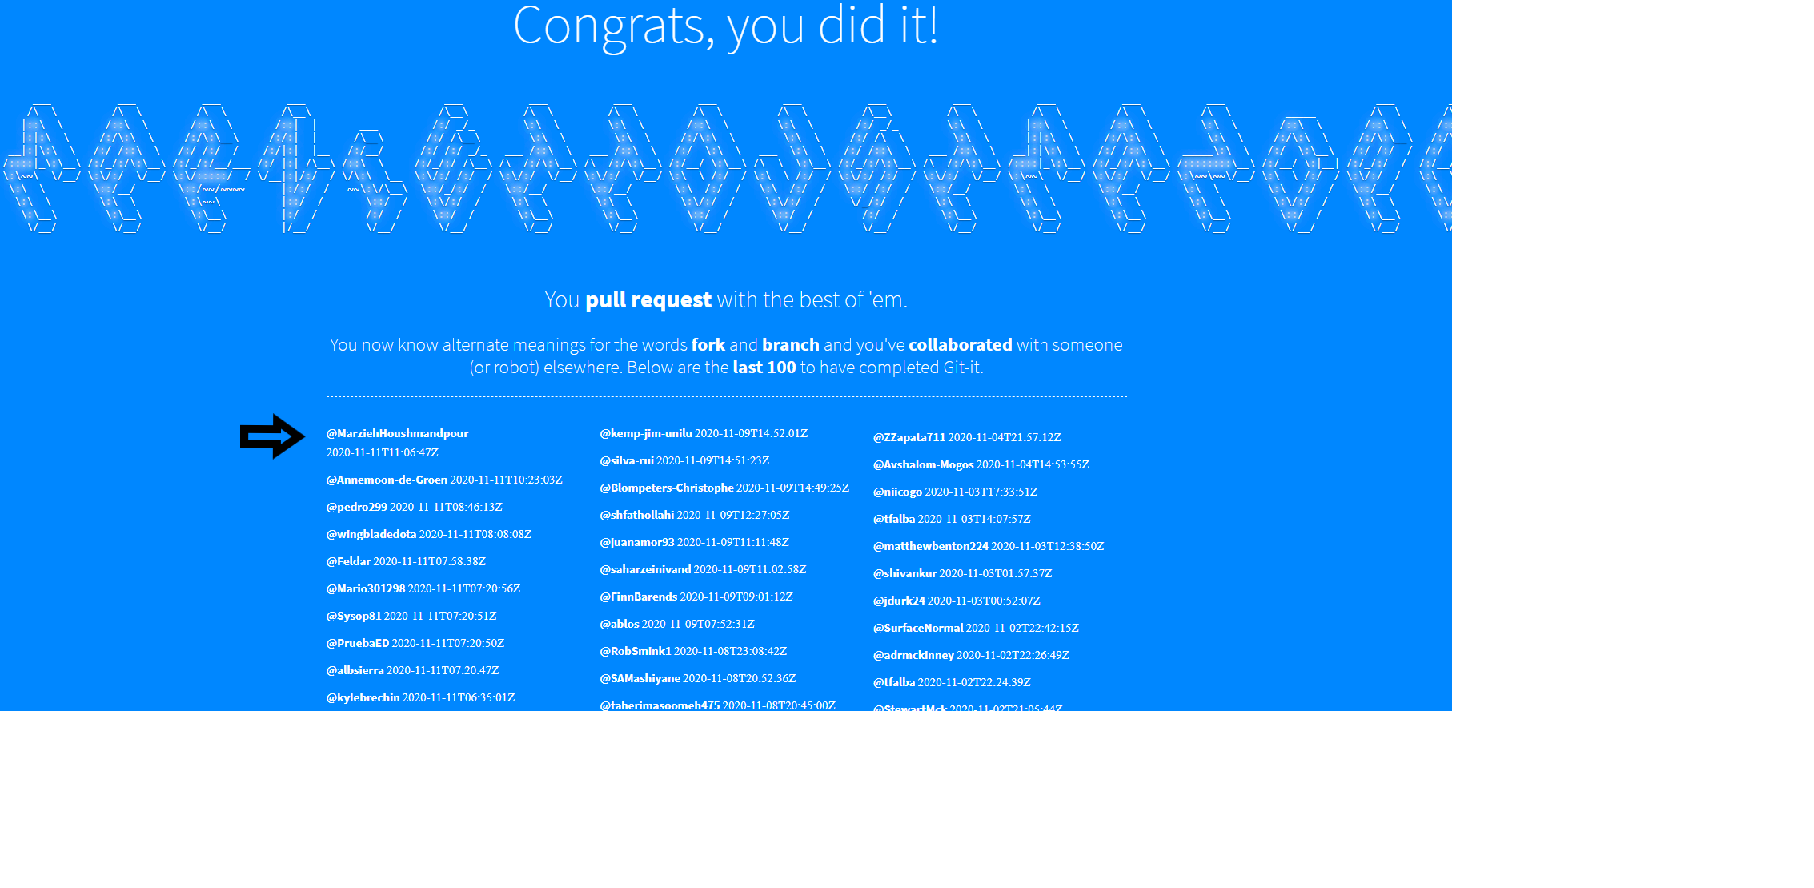 Congrats, you did it!
You pull request with the best of 'em.
You now know alternate meanings for the words fork and branch and you've collaborated with someone
(or robot) elsewhere. Below are the last 100 to have completed Git-it.
@MarziehHoushmandpour
2020-11-11T11:06:47Z
@Annemoon-de-Groen 2020-11-11T10:23:03Z
@pedro299 2020-11-11T08:46:13Z
@wingbladedota 2020-11-11T08:08:08Z
@Feldar 2020-11-11T07:58:38Z
@Mario301298 2020-11-11T07:20:56Z
@Sysop81 2020-11-11T07:20:51Z
@PruebaED 2020-11-11T07:20:50Z
@albsierra 2020-11-11T07:20:47Z
@kylebrechin 2020-11-11T06:35:01Z
@kemp-jim-unilu 2020-11-09T14:52:01Z
@silva-rui 2020-11-09T14:51:23Z
@Blompeters-Christophe 2020-11-09T14:49:25Z
@shfathollahi 2020-11-09T12:27:05Z
@juanamor93 2020-11-09T11:11:48Z
@saharzeinivand 2020-11-09T11:02:58Z
@FinnBarends 2020-11-09T09:01:12Z
@ablos 2020-11-09T07:52:31Z
@RobSmink1 2020-11-08T23:08:42Z
@SAMashiyane 2020-11-08T20:52:36Z
@taherimasoomeh475 2020-11-08T20:45:00Z
@ZZapata711 2020-11-04T21:57:12Z
@Avshalom-Mogos 2020-11-04T14:53:55Z
@niicogo 2020-11-03T17:33:51Z
@tfalba 2020-11-03T14:07:57Z
@matthewbenton224 2020-11-03T12:38:50Z
@shivankur 2020-11-03T01:57:37Z
@jdurk24 2020-11-03T00:52:07Z
@SurfaceNormal 2020-11-02T22:42:15Z
@adrmckinney 2020-11-02T22:26:49Z
@tfalba 2020-11-02T22:24:39Z
@StewartMck 2020-11-02T21:05:44Z